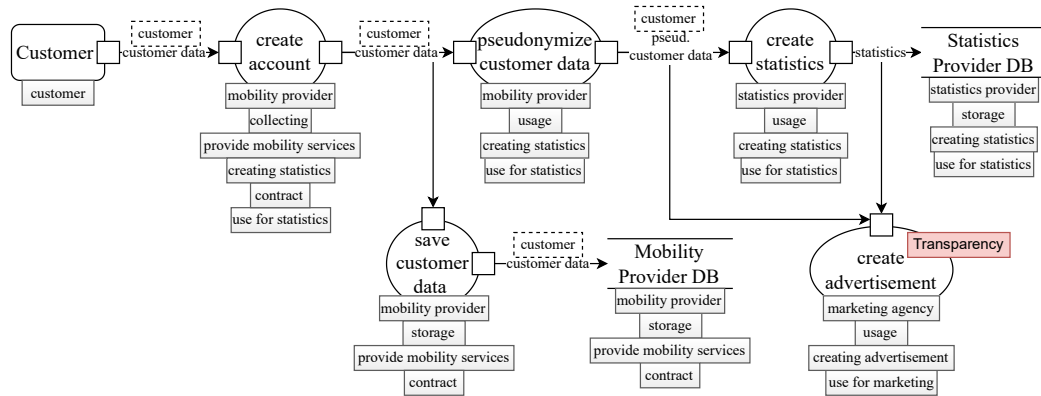 Customer
customer
customer
customer data
create
account
mobility provider
collecting
provide mobility services
creating statistics
contract
use for statistics
customer
customer data
pseudonymize
customer data
mobility provider
usage
creating statistics
use for statistics
customer
pseud.
customer data
create
statistics
statistics provider
usage
creating statistics
use for statistics
statistics
Statistics
Provider DB
statistics provider
storage
creating statistics
use for statistics
save
customer
data
mobility provider
storage
provide mobility services
contract
customer
customer data
Mobility
Provider DB
mobility provider
storage
provide mobility services
contract
Transparency
create
advertisement
marketing agency
usage
creating advertisement
use for marketing